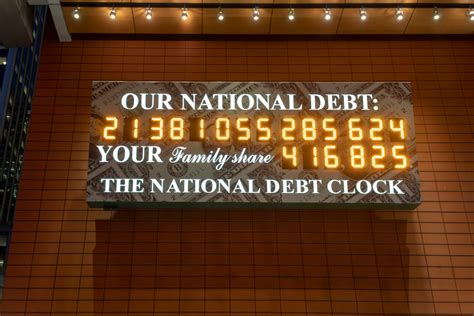 OUR NATIONAL DEBT:
21381055285624
YOUR Family share 416825
THE NATIONAL DEBT CLOCK